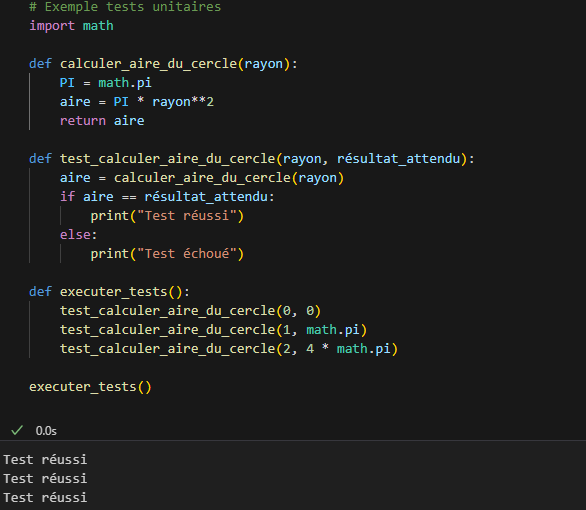 # Exemple tests unitaires
import math
def calculer_aire_du_cercle(rayon):
    PI = math.pi
    aire = PI * rayon**2
    return aire
def test_calculer_aire_du_cercle(rayon, résultat_attendu):
    aire = calculer_aire_du_cercle(rayon)
    if aire == résultat_attendu:
        print("Test réussi")
    else:
        print("Test échoué")
def executer_tests():
    test_calculer_aire_du_cercle(0, 0)
    test_calculer_aire_du_cercle(1, math.pi)
    test_calculer_aire_du_cercle(2, 4 * math.pi)
executer_tests()
0.0s
Test réussi
Test réussi
Test réussi